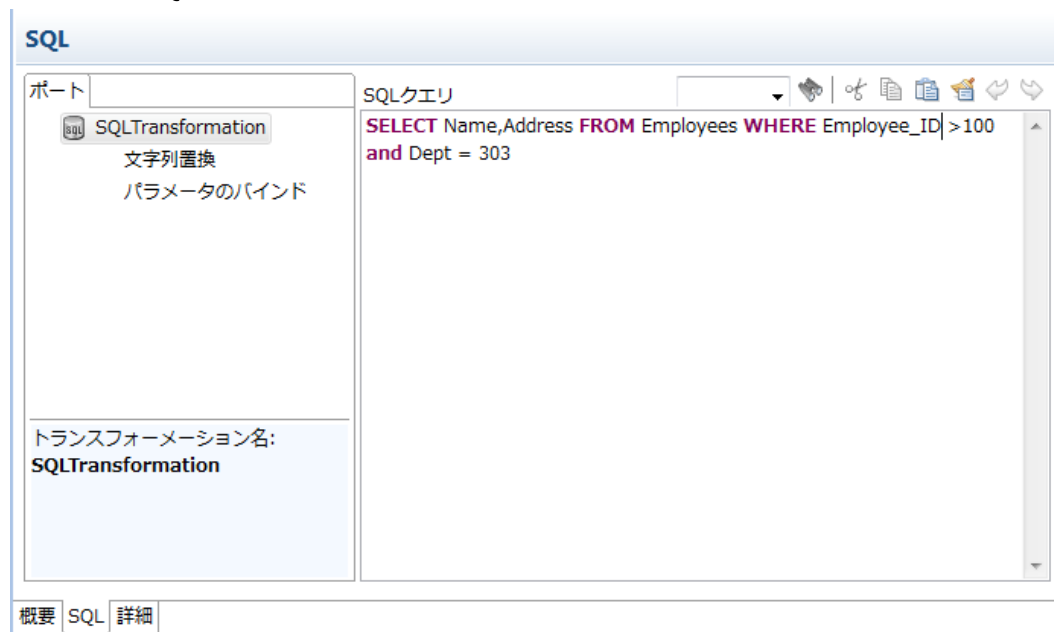 SQL
ポート
SQLTransformation
文字列置換
パラメータのバインド
トランスフォーメーション名:
SQLTransformation
SQLクエリ
SELECT Name,Address FROM Employees WHERE Employee_ID >100
and Dept = 303
概要 SQL 詳細